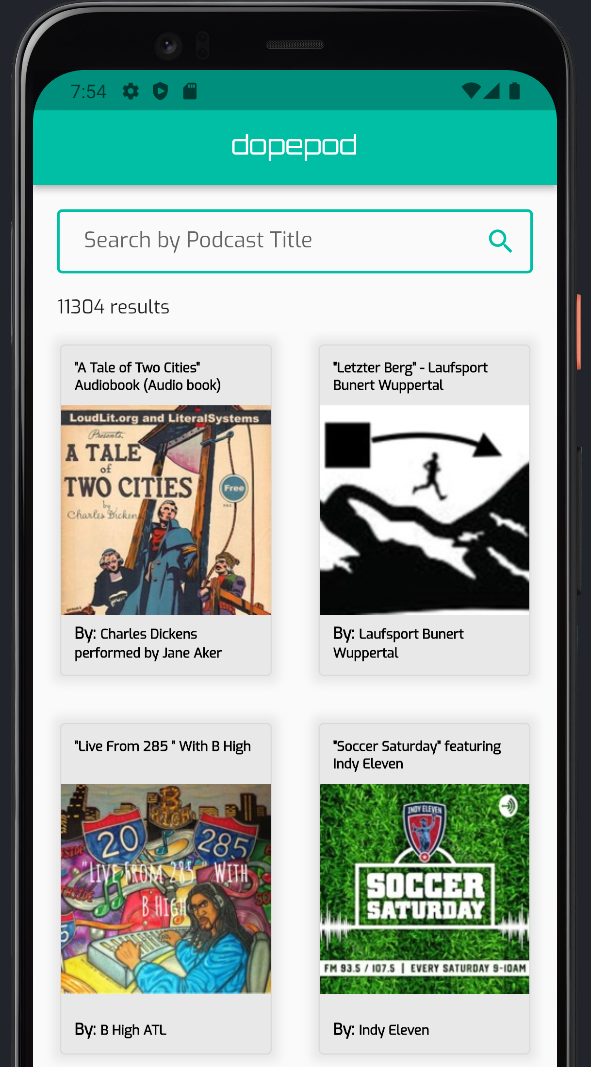 7:54
dopepod
Search by Podcast Title
11304 results
"A Tale of Two Cities"
Audiobook (Audio book)
LoudLit.org and LiteralSystems
Presents,
A TALE
of
TWO CITIES
by
Charles Dickens
Free
By: Charles Dickens
performed by Jane Aker
"Letzter Berg" - Laufsport
Bunert Wuppertal
By: Laufsport Bunert
Wuppertal
"Live From 285 " With B High
20
285
"LIVE FROM 285 " WITH
B HIGH
By: B High ATL
"Soccer Saturday" featuring
Indy Eleven
INDY ELEVEN
SOCCER
SATURDAY
FM 93.5 / 107.5 | EVERY SATURDAY 9-10AM
By: Indy Eleven